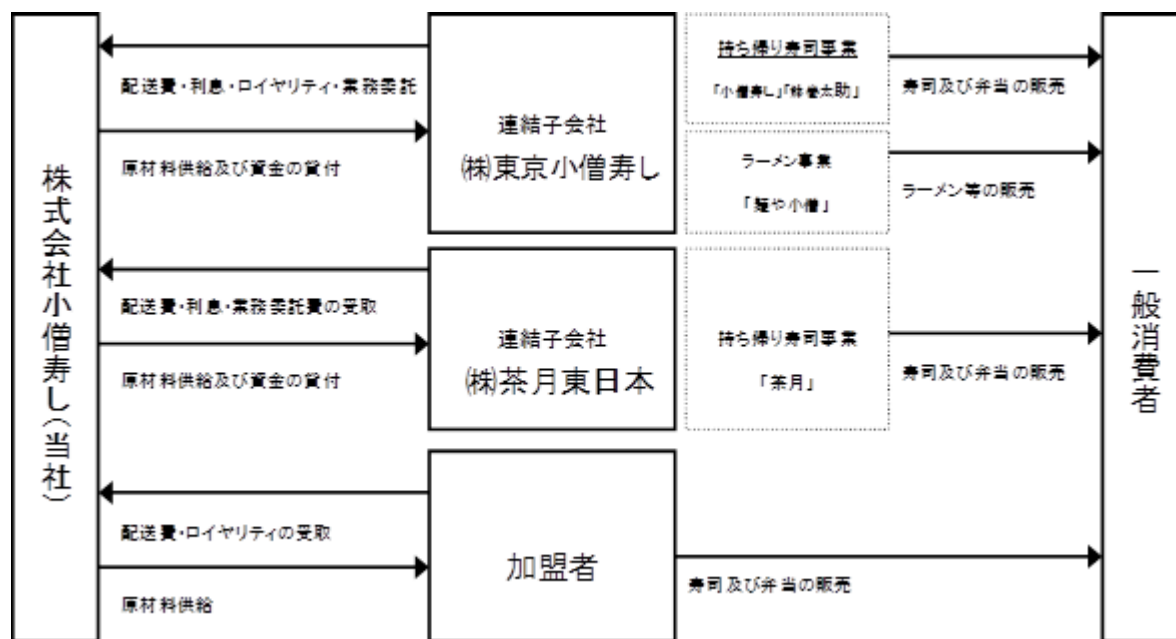 株式会社小僧寿し(当社)
配送費・利息・ロイヤリティ・業務委託
原材料供給及び資金の貸付
連結子会社
㈱東京小僧寿し
持ち帰り寿司事業
「小僧寿し」「鉢巻太助」
寿司及び弁当の販売
ラーメン事業
「麺や小僧」
ラーメン等の販売
配送費・利息・業務委託費の受取
原材料供給及び資金の貸付
連結子会社
㈱茶月東日本
持ち帰り寿司事業
「茶月」
寿司及び弁当の販売
配送費・ロイヤリティの受取
原材料供給
加盟者
寿司及び弁当の販売
一般消費者